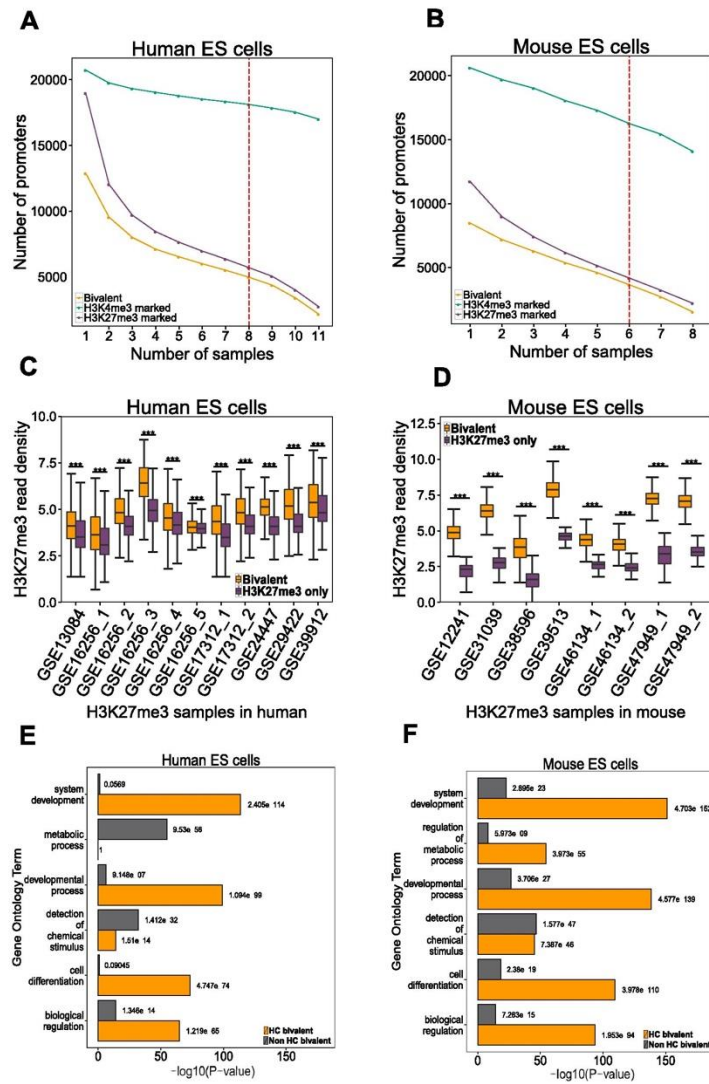 A
Human ES cells
Number of promoters
20000
15000
10000
5000
Bivalent
H3K4me3 marked
H3K27me3 marked
1 2 3 4 5 6 7 8 9 10 11
Number of samples
B
Mouse ES cells
Number of promoters
20000
15000
10000
5000
Bivalent
H3K4me3 marked
H3K27me3 marked
1 2 3 4 5 6 7 8
Number of samples
C
Human ES cells
H3K27me3 read density
10.0
7.5
5.0
2.5
0.0
*** *** *** *** *** *** *** *** *** *** ***
Bivalent
H3K27me3 only
GSE13084
GSE16256_1
GSE16256_2
GSE16256_3
GSE16256_4
GSE16256_5
GSE17312_1
GSE17312_2
GSE24447
GSE29422
GSE39912
H3K27me3 samples in human
D
Mouse ES cells
H3K27me3 read density
12.5
10.0
7.5
5.0
2.5
0.0
Bivalent
H3K27me3 only
*** *** *** *** *** *** *** ***
GSE12241
GSE31039
GSE38596
GSE39513
GSE46134_1
GSE46134_2
GSE47949_1
GSE47949_2
H3K27me3 samples in mouse
E
Human ES cells
Gene Ontology Term
system
development
0.0569
2.405e 114
metabolic
process
9.53e 56
1
developmental
process
9.148e 07
1.094e 99
detection
of
chemical
stimulus
1.412e 32
1.51e 14
cell
differentiation
0.09045
4.747e 74
biological
regulation
1.346e 14
1.219e 65
HC bivalent
Non HC bivalent
0 50 100 150
−log10(P-value)
F
Mouse ES cells
Gene Ontology Term
system
development
2.896e 23
4.703e 152
regulation
of
metabolic
process
5.973e 09
3.973e 55
developmental
process
3.706e 27
4.577e 139
detection
of
chemical
stimulus
1.577e 47
7.387e 46
cell
differentiation
2.38e 19
3.978e 110
biological
regulation
7.263e 15
1.953e 94
HC bivalent
Non HC bivalent
0 50 100 150
−log10(P-value)